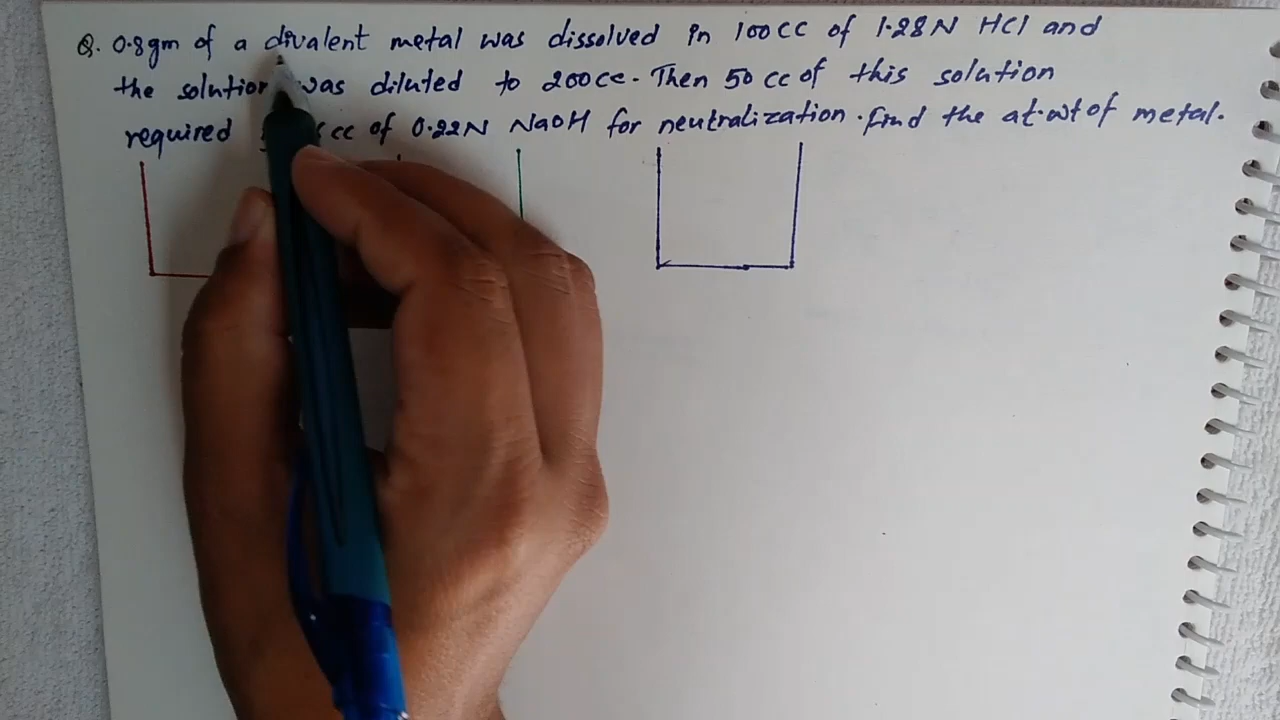 Q. 0.8gm of a divalent metal was dissolved in 100cc of 1.28N HCl and
the solution was diluted to 200cc. Then 50 cc of this solution
required cc of 0.22N NaOH for neutralization. find the at.wt of metal.